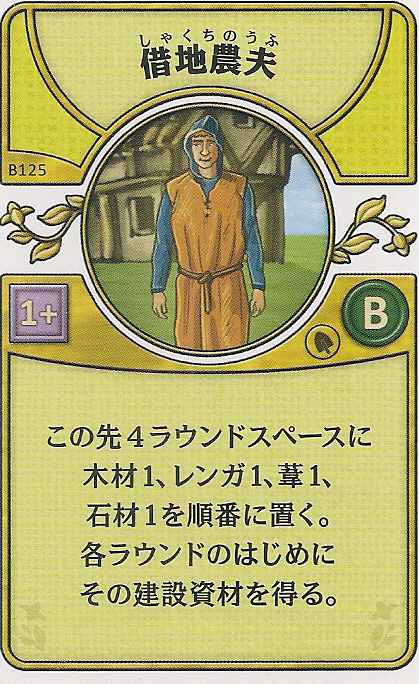 しゃくちのうふ
借地農夫
B125
1+
B
この先4ラウンドスペースに
木材1、レンガ1、葦1、
石材1を順番に置く。
各ラウンドのはじめに
その建設資材を得る。